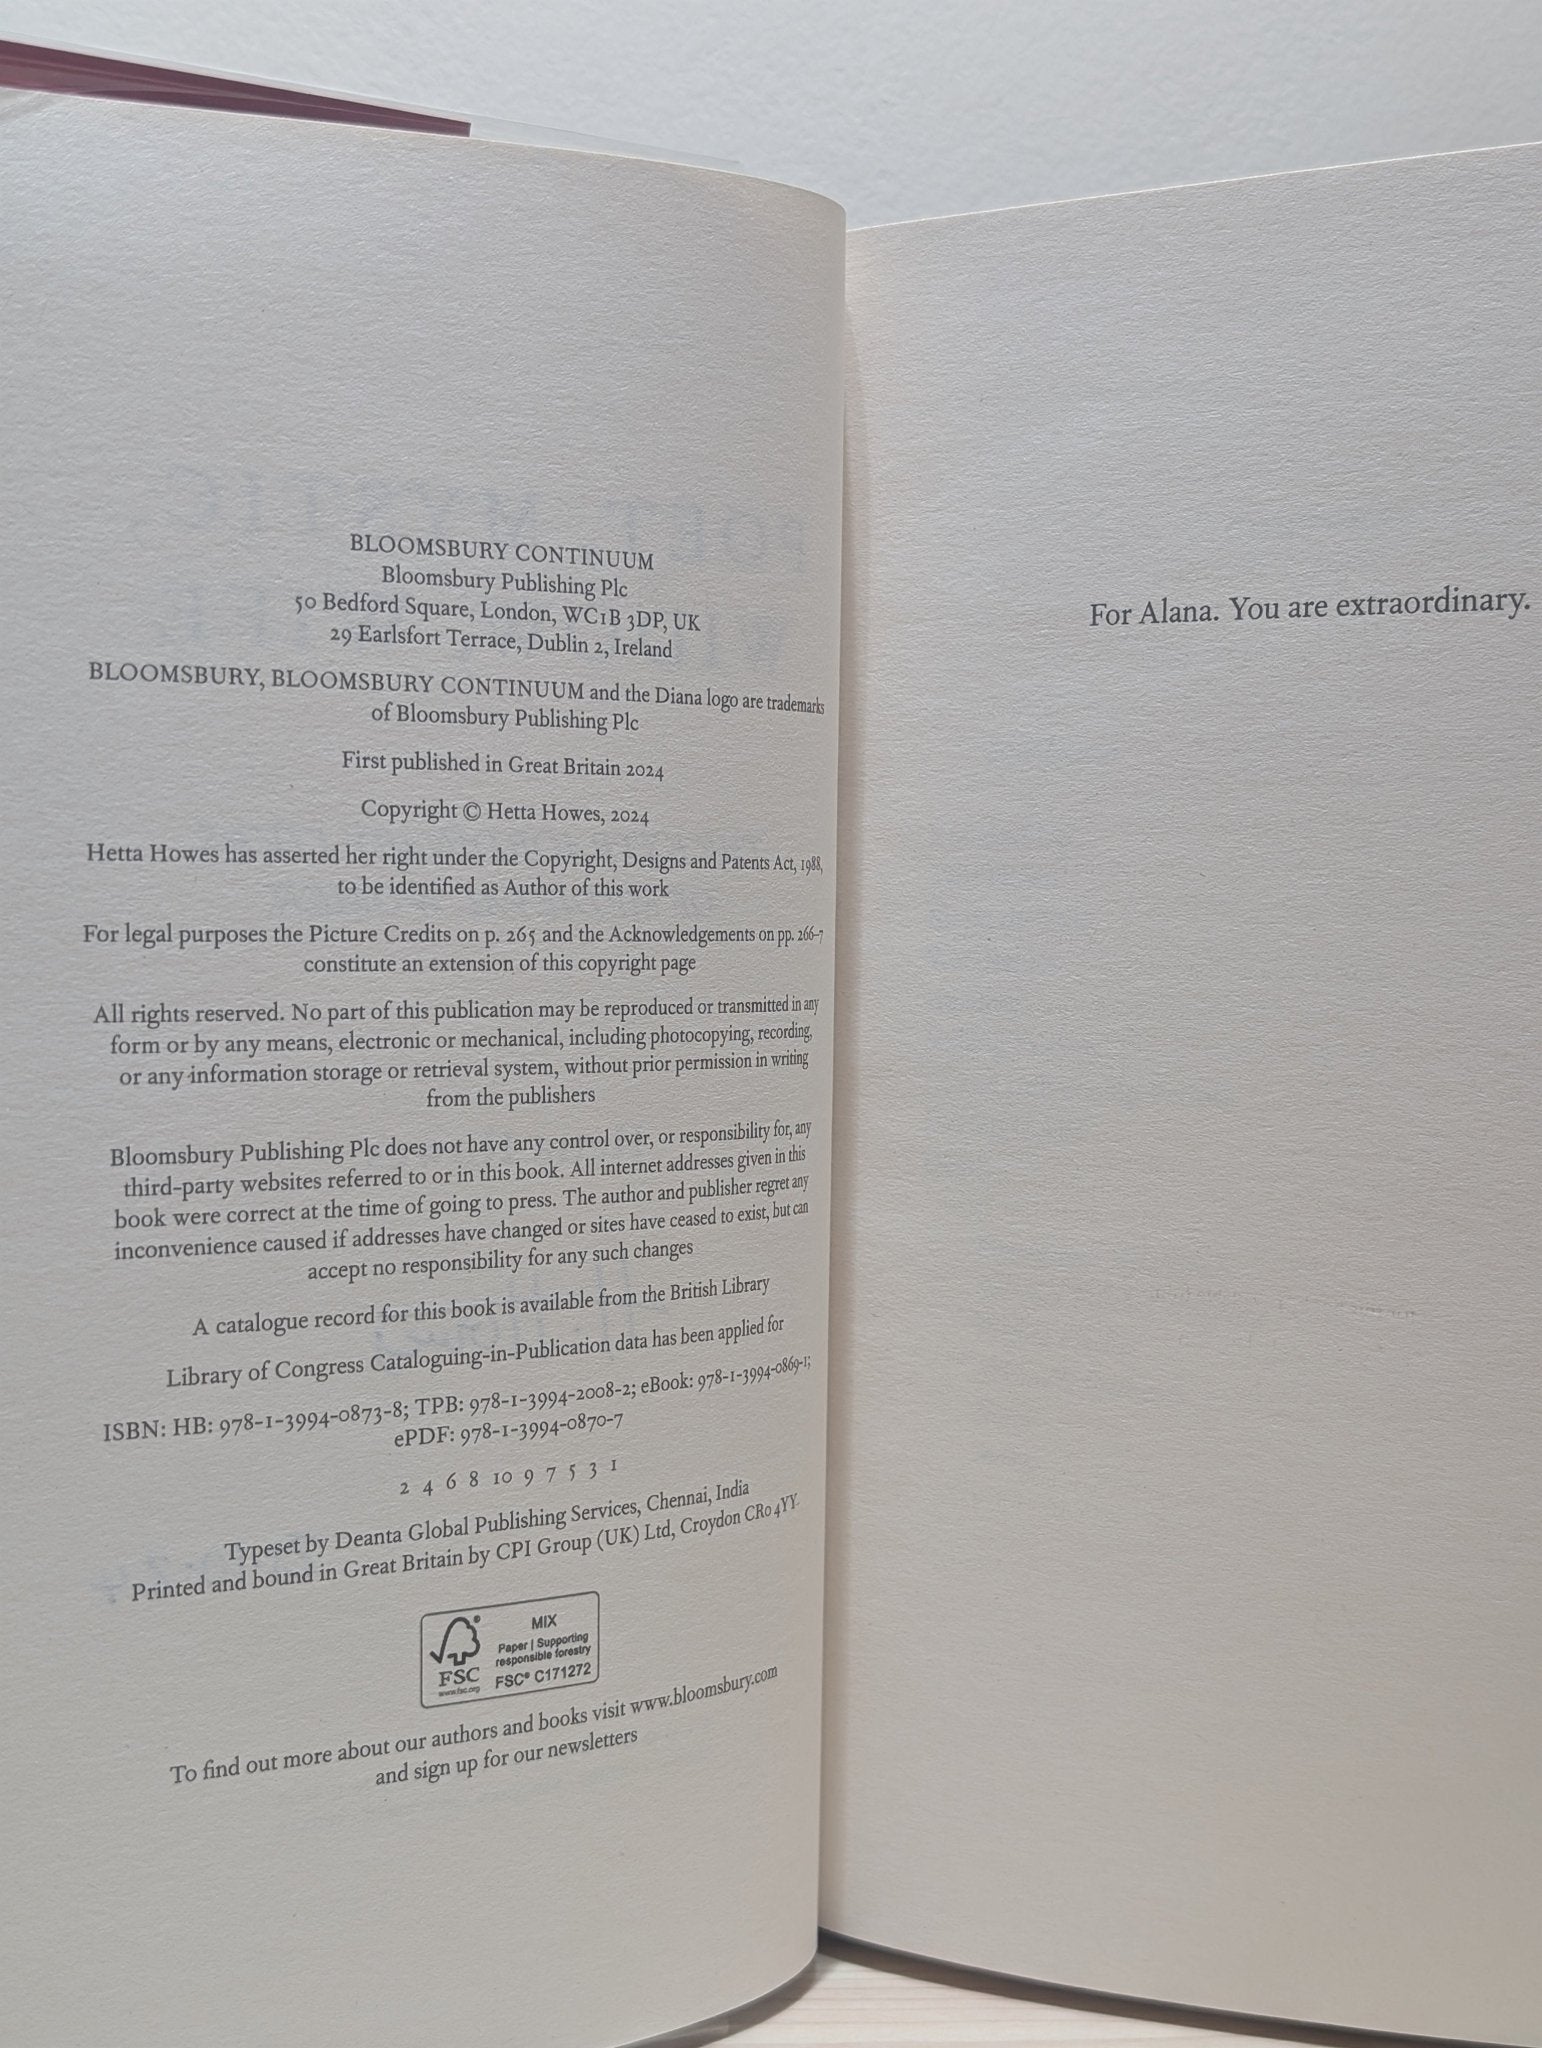 BLOOMSBURY CONTINUUM
Bloomsbury Publishing Plc
50 Bedford Square, London, WC1B 3DP, UK
29 Earlsfort Terrace, Dublin 2, Ireland
BLOOMSBURY, BLOOMSBURY CONTINUUM and the Diana logo are trademarks
of Bloomsbury Publishing Plc
First published in Great Britain 2024
Copyright © Hetta Howes, 2024
Hetta Howes has asserted her right under the Copyright, Designs and Patents Act, 1988,
to be identified as Author of this work
For legal purposes the Picture Credits on p. 265 and the Acknowledgements on pp. 266–7
constitute an extension of this copyright page
All rights reserved. No part of this publication may be reproduced or transmitted in any
form or by any means, electronic or mechanical, including photocopying, recording,
or any information storage or retrieval system, without prior permission in writing
from the publishers
Bloomsbury Publishing Plc does not have any control over, or responsibility for, any
third-party websites referred to or in this book. All internet addresses given in this
book were correct at the time of going to press. The author and publisher regret any
inconvenience caused if addresses have changed or sites have ceased to exist, but can
accept no responsibility for any such changes
A catalogue record for this book is available from the British Library
Library of Congress Cataloguing-in-Publication data has been applied for
ISBN: HB: 978-1-3994-0873-8; TPB: 978-1-3994-2008-2; eBook: 978-1-3994-0869-1;
ePDF: 978-1-3994-0870-7
2 4 6 8 10 9 7 5 3 1
Typeset by Deanta Global Publishing Services, Chennai, India
Printed and bound in Great Britain by CPI Group (UK) Ltd, Croydon CR0 4YY
FSC
www.fsc.org
MIX
Paper | Supporting
responsible forestry
FSC® C171272
To find out more about our authors and books visit www.bloomsbury.com
and sign up for our newsletters
For Alana. You are extraordinary.